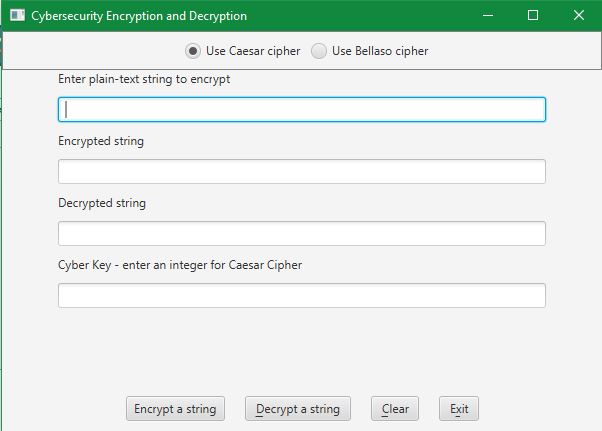 Cybersecurity Encryption and Decryption
Use Caesar cipher Use Bellaso cipher
Enter plain-text string to encrypt
Encrypted string
Decrypted string
Cyber Key - enter an integer for Caesar Cipher
Encrypt a string Decrypt a string Clear Exit